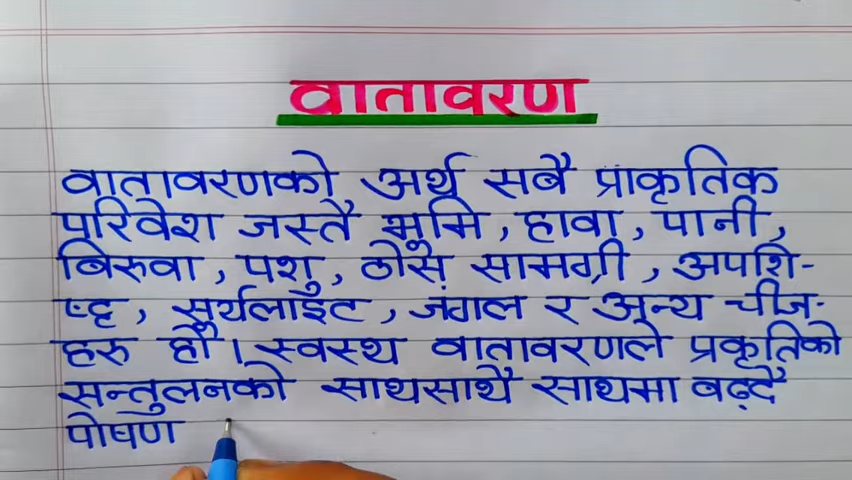 वातावरण
वातावरणको अर्थ सबै प्राकृतिक
परिवेश जस्तै भुमि, हावा, पानी,
बिरुवा, पशु, ठोस सामग्री, अपशि-
ष्ट, सुर्यलाइट, जगल र अन्य चीज-
हरु हो। स्वस्थ वातावरणले प्रकृतिको
सन्तुलनको साथसाथै साथमा बढ्दै
पोषण